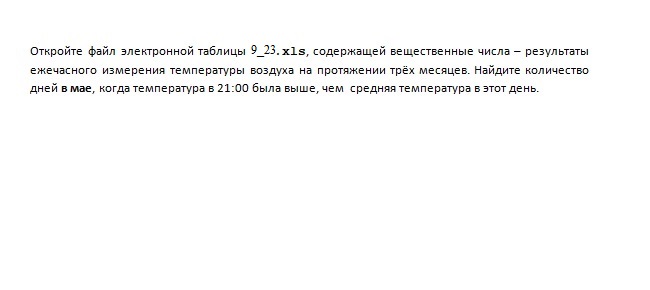 Откройте файл электронной таблицы 9_23.xls, содержащей вещественные числа – результаты
ежечасного измерения температуры воздуха на протяжении трёх месяцев. Найдите количество
дней в мае, когда температура в 21:00 была выше, чем средняя температура в этот день.